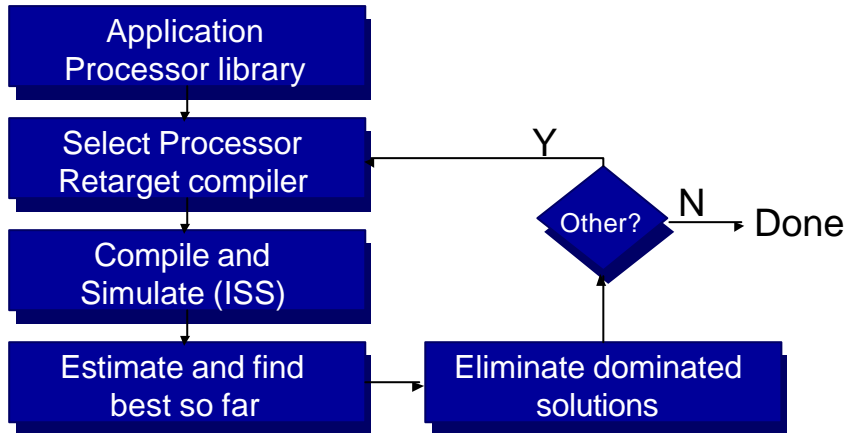 Application
Processor library
Select Processor
Retarget compiler
Compile and
Simulate (ISS)
Estimate and find
best so far
Eliminate dominated
solutions
Other?
Y
N
Done